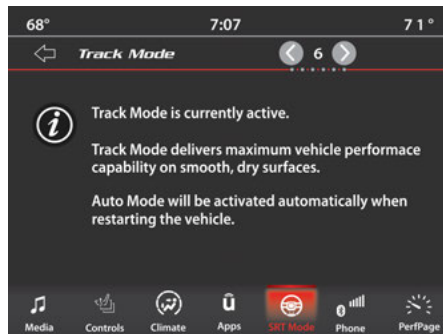 68° 7:07 71°
Track Mode 6
Track Mode is currently active.
Track Mode delivers maximum vehicle performace
capability on smooth, dry surfaces.
Auto Mode will be activated automatically when
restarting the vehicle.
Media Controls Climate Apps SRT Mode Phone PerfPage